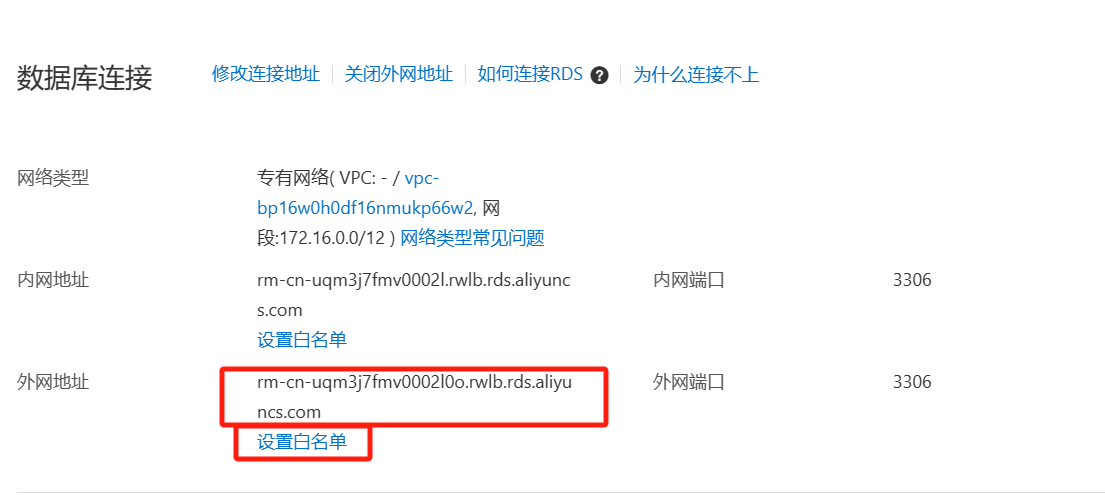 数据库连接 修改连接地址 关闭外网地址 如何连接RDS ? 为什么连接不上
网络类型 专有网络( VPC: - / vpc-
bp16w0h0df16nmukp66w2, 网
段:172.16.0.0/12 ) 网络类型常见问题
内网地址 rm-cn-uqm3j7fmv0002l.rwlb.rds.aliyunc 内网端口 3306
s.com
设置白名单
外网地址 rm-cn-uqm3j7fmv0002l0o.rwlb.rds.aliyu 外网端口 3306
ncs.com
设置白名单